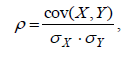 ρ = cov(X, Y) / (σ_X · σ_Y),